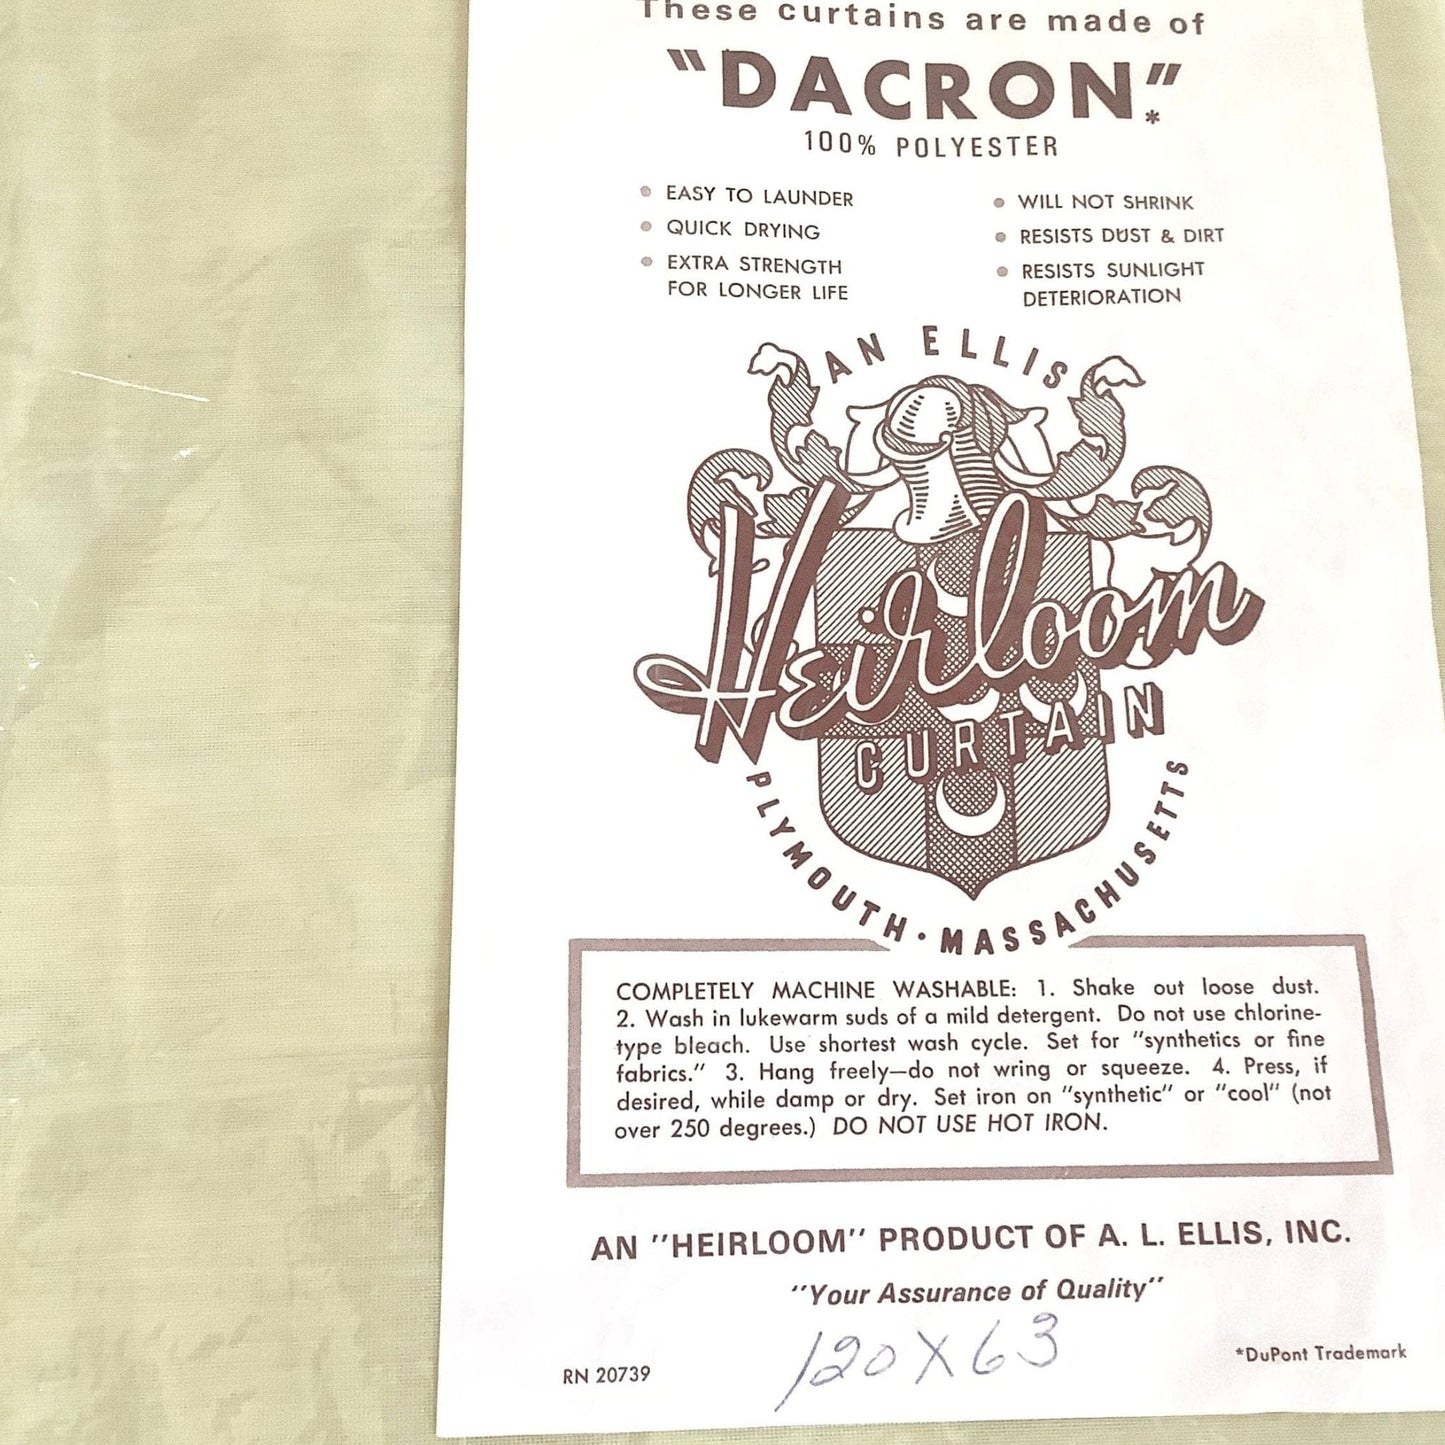 These curtains are made of
"DACRON*."
100% POLYESTER
• EASY TO LAUNDER
• QUICK DRYING
• EXTRA STRENGTH
FOR LONGER LIFE
• WILL NOT SHRINK
• RESISTS DUST & DIRT
• RESISTS SUNLIGHT
DETERIORATION
AN ELLIS
Heirloom
CURTAIN
PLYMOUTH • MASSACHUSETTS
COMPLETELY MACHINE WASHABLE: 1. Shake out loose dust.
2. Wash in lukewarm suds of a mild detergent. Do not use chlorine-
type bleach. Use shortest wash cycle. Set for "synthetics or fine
fabrics." 3. Hang freely—do not wring or squeeze. 4. Press, if
desired, while damp or dry. Set iron on "synthetic" or "cool" (not
over 250 degrees.) DO NOT USE HOT IRON.
AN "HEIRLOOM" PRODUCT OF A. L. ELLIS, INC.
"Your Assurance of Quality"
120 X 63
RN 20739
*DuPont Trademark